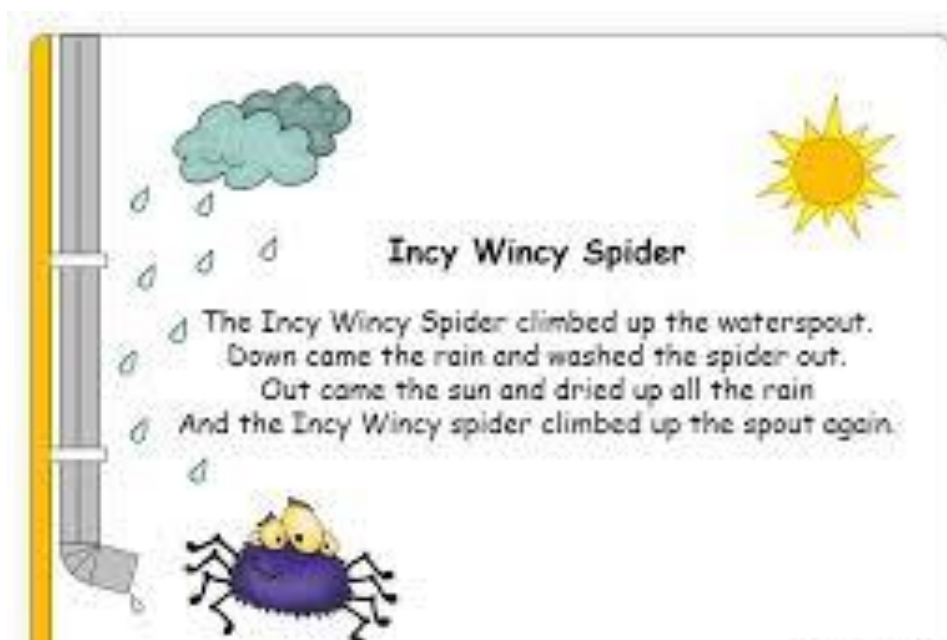 Incy Wincy Spider
The Incy Wincy Spider climbed up the waterspout.
Down came the rain and washed the spider out.
Out came the sun and dried up all the rain
And the Incy Wincy spider climbed up the spout again.